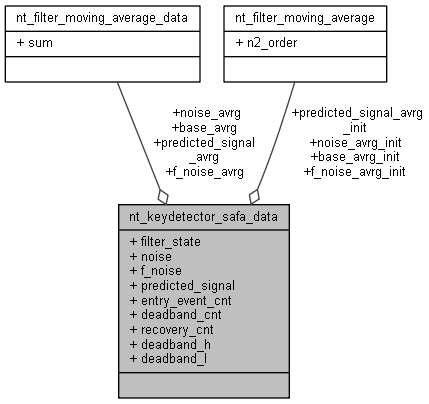 nt_filter_moving_average_data
+ sum
nt_filter_moving_average
+ n2_order
+noise_avrg
+base_avrg
+predicted_signal
_avrg
+f_noise_avrg
+predicted_signal_avrg
_init
+noise_avrg_init
+base_avrg_init
+f_noise_avrg_init
nt_keydetector_safa_data
+ filter_state
+ noise
+ f_noise
+ predicted_signal
+ entry_event_cnt
+ deadband_cnt
+ recovery_cnt
+ deadband_h
+ deadband_l